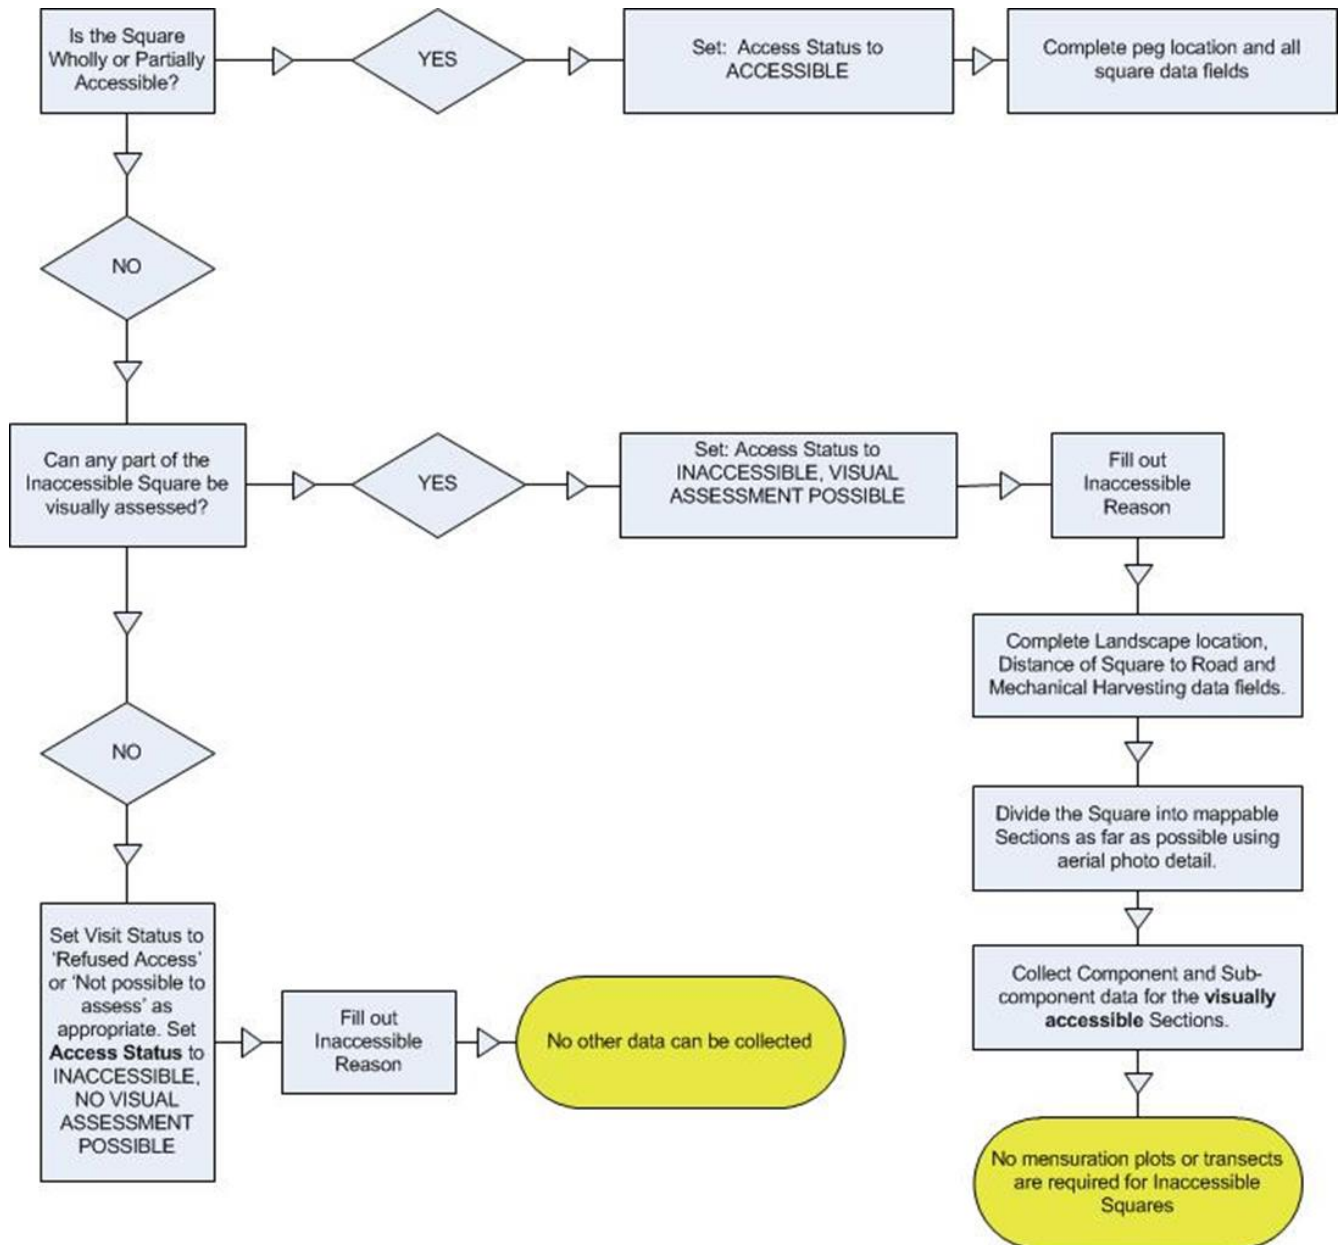 Is the Square
Wholly or Partially
Accessible?
YES
Set: Access Status to
ACCESSIBLE
Complete peg location and all
square data fields
NO
Can any part of the
Inaccessible Square be
visually assessed?
YES
Set: Access Status to
INACCESSIBLE, VISUAL
ASSESSMENT POSSIBLE
Fill out
Inaccessible
Reason
Complete Landscape location,
Distance of Square to Road and
Mechanical Harvesting data fields.
Divide the Square into mappable
Sections as far as possible using
aerial photo detail.
Collect Component and Sub-
component data for the visually
accessible Sections.
No mensuration plots or transects
are required for Inaccessible
Squares
NO
Set Visit Status to
‘Refused Access’
or ‘Not possible to
assess’ as
appropriate. Set
Access Status to
INACCESSIBLE,
NO VISUAL
ASSESSMENT
POSSIBLE
Fill out
Inaccessible
Reason
No other data can be collected